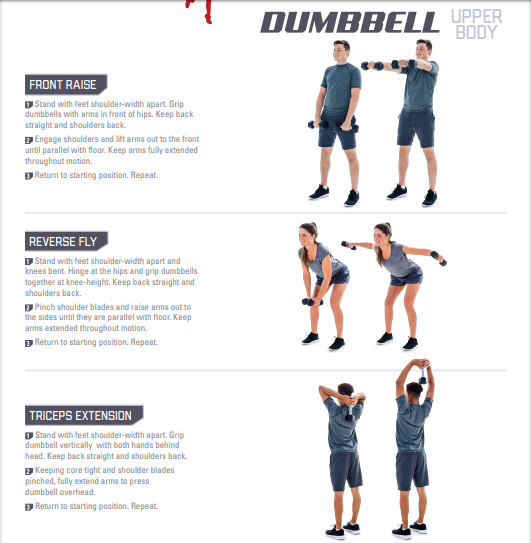 DUMBBELL UPPER
BODY
FRONT RAISE
1 Stand with feet shoulder-width apart. Grip
dumbbells with arms in front of hips. Keep back
straight and shoulders back.
2 Engage shoulders and lift arms out to the front
until parallel with floor. Keep arms fully extended
throughout motion.
3 Return to starting position. Repeat.
REVERSE FLY
1 Stand with feet shoulder-width apart and
knees bent. Hinge at the hips and grip dumbbells
together at knee-height. Keep back straight and
shoulders back.
2 Pinch shoulder blades and raise arms out to
the sides until they are parallel with floor. Keep
arms extended throughout motion.
3 Return to starting position. Repeat.
TRICEPS EXTENSION
1 Stand with feet shoulder-width apart. Grip
dumbbell vertically with both hands behind
head. Keep back straight and shoulders back.
2 Keeping core tight and shoulder blades
pinched, fully extend arms to press
dumbbell overhead.
3 Return to starting position. Repeat.